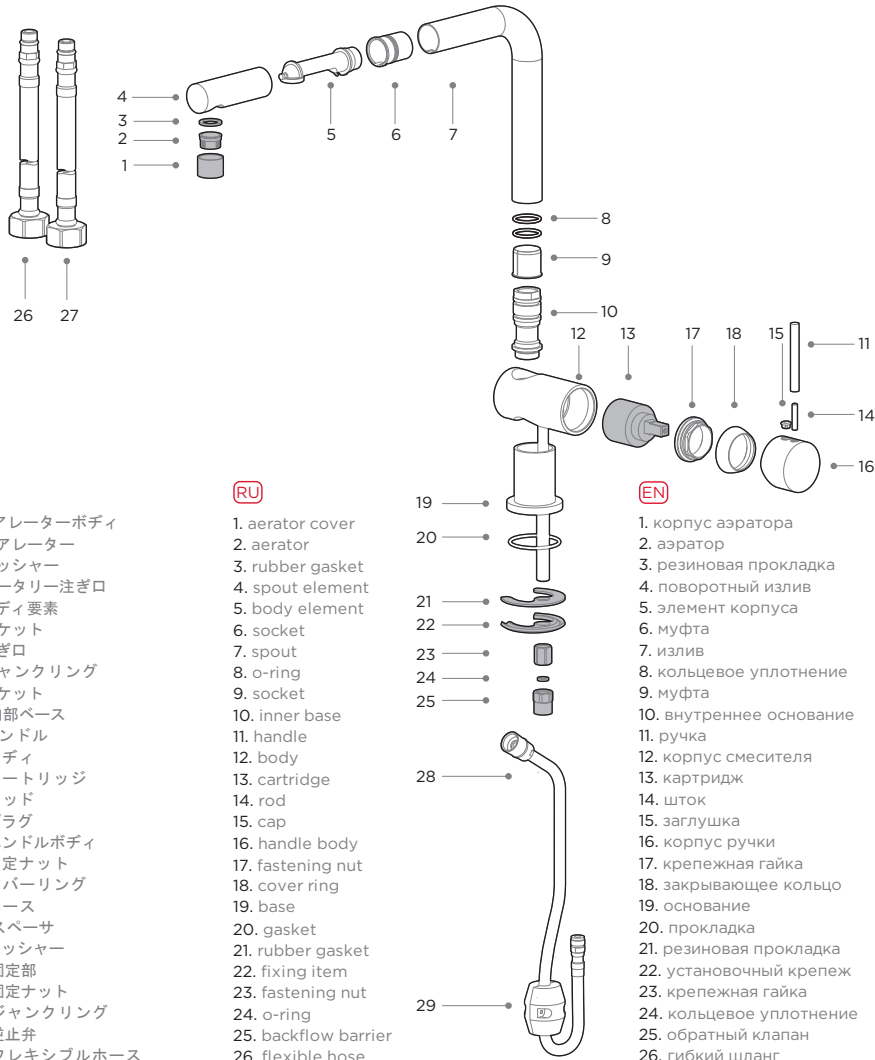 4
3
2
1
5
6
7
8
9
10
26
27
12
13
17
18
15
11
14
16
19
20
21
22
23
24
25
28
29
アレーターボディ
アレーター
ッシャー
ータリー注ぎ口
ディ要素
ケット
ぎ口
ャンクリング
ケット
部ベース
ンドル
ディ
ートリッジ
ッド
プラグ
ンドルボディ
定ナット
バーリング
ース
スペーサ
ッシャー
固定部
固定ナット
ジャンクリング
逆止弁
フレキシブルホース
RU
1. aerator cover
2. aerator
3. rubber gasket
4. spout element
5. body element
6. socket
7. spout
8. o-ring
9. socket
10. inner base
11. handle
12. body
13. cartridge
14. rod
15. cap
16. handle body
17. fastening nut
18. cover ring
19. base
20. gasket
21. rubber gasket
22. fixing item
23. fastening nut
24. o-ring
25. backflow barrier
26. flexible hose
EN
1. корпус аэратора
2. аэратор
3. резиновая прокладка
4. поворотный излив
5. элемент корпуса
6. муфта
7. излив
8. кольцевое уплотнение
9. муфта
10. внутреннее основание
11. ручка
12. корпус смесителя
13. картридж
14. шток
15. заглушка
16. корпус ручки
17. крепежная гайка
18. закрывающее кольцо
19. основание
20. прокладка
21. резиновая прокладка
22. установочный крепеж
23. крепежная гайка
24. кольцевое уплотнение
25. обратный клапан
26. гибкий шланг